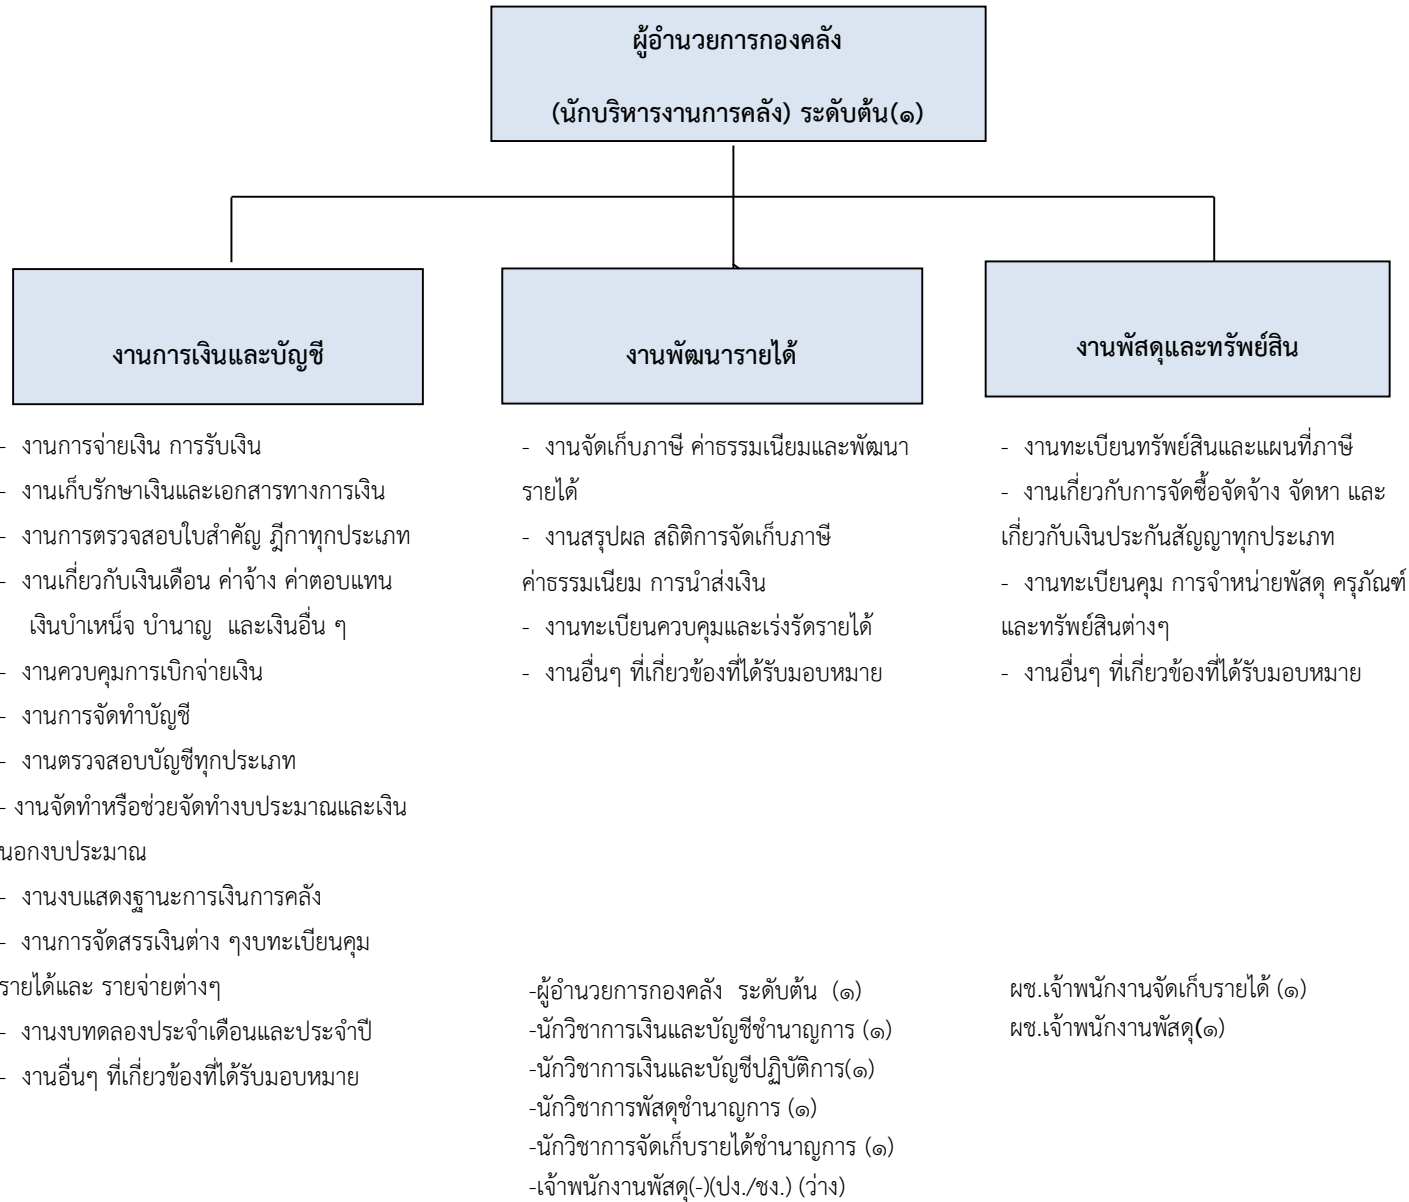 ผู้อำนวยการกองคลัง
(นักบริหารงานการคลัง) ระดับต้น(๑)
งานการเงินและบัญชี
- งานการจ่ายเงิน การรับเงิน
- งานเก็บรักษาเงินและเอกสารทางการเงิน
- งานการตรวจสอบใบสำคัญ ฎีกาทุกประเภท
- งานเกี่ยวกับเงินเดือน ค่าจ้าง ค่าตอบแทน
เงินบำเหน็จ บำนาญ และเงินอื่น ๆ
- งานควบคุมการเบิกจ่ายเงิน
- งานการจัดทำบัญชี
- งานตรวจสอบบัญชีทุกประเภท
- งานจัดทำหรือช่วยจัดทำงบประมาณและเงิน
นอกงบประมาณ
- งานงบแสดงฐานะการเงินการคลัง
- งานการจัดสรรเงินต่าง ๆงบทะเบียนคุม
รายได้และ รายจ่ายต่างๆ
- งานงบทดลองประจำเดือนและประจำปี
- งานอื่นๆ ที่เกี่ยวข้องที่ได้รับมอบหมาย
งานพัฒนารายได้
- งานจัดเก็บภาษี ค่าธรรมเนียมและพัฒนา
รายได้
- งานสรุปผล สถิติการจัดเก็บภาษี
ค่าธรรมเนียม การนำส่งเงิน
- งานทะเบียนควบคุมและเร่งรัดรายได้
- งานอื่นๆ ที่เกี่ยวข้องที่ได้รับมอบหมาย
งานพัสดุและทรัพย์สิน
- งานทะเบียนทรัพย์สินและแผนที่ภาษี
- งานเกี่ยวกับการจัดซื้อจัดจ้าง จัดหา และ
เกี่ยวกับเงินประกันสัญญาทุกประเภท
- งานทะเบียนคุม การจำหน่ายพัสดุ ครุภัณฑ์
และทรัพย์สินต่างๆ
- งานอื่นๆ ที่เกี่ยวข้องที่ได้รับมอบหมาย
-ผู้อำนวยการกองคลัง ระดับต้น (๑)
-นักวิชาการเงินและบัญชีชำนาญการ (๑)
-นักวิชาการเงินและบัญชีปฏิบัติการ(๑)
-นักวิชาการพัสดุชำนาญการ (๑)
-นักวิชาการจัดเก็บรายได้ชำนาญการ (๑)
-เจ้าพนักงานพัสดุ(-)(ปง./ชง.) (ว่าง)
ผช.เจ้าพนักงานจัดเก็บรายได้ (๑)
ผช.เจ้าพนักงานพัสดุ(๑)